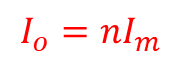 I_o = nI_m